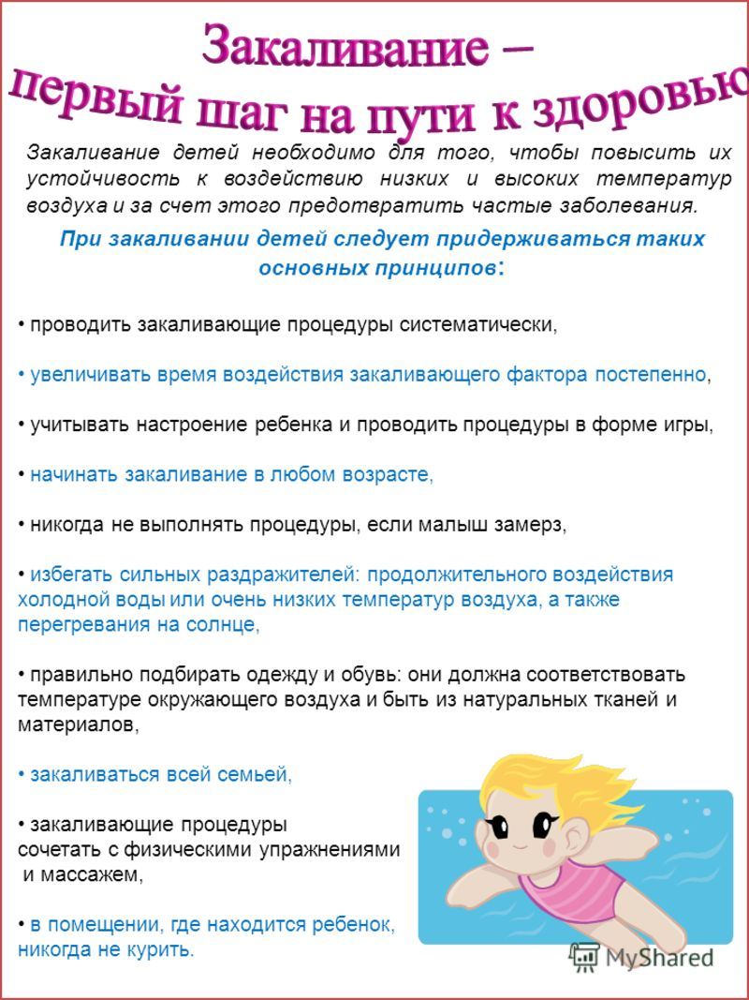 Закаливание –
первый шаг на пути к здоровью
Закаливание детей необходимо для того, чтобы повысить их
устойчивость к воздействию низких и высоких температур
воздуха и за счет этого предотвратить частые заболевания.
При закаливании детей следует придерживаться таких
основных принципов:
• проводить закаливающие процедуры систематически,
• увеличивать время воздействия закаливающего фактора постепенно,
• учитывать настроение ребенка и проводить процедуры в форме игры,
• начинать закаливание в любом возрасте,
• никогда не выполнять процедуры, если малыш замерз,
• избегать сильных раздражителей: продолжительного воздействия
холодной воды или очень низких температур воздуха, а также
перегревания на солнце,
• правильно подбирать одежду и обувь: они должна соответствовать
температуре окружающего воздуха и быть из натуральных тканей и
материалов,
• закаливаться всей семьей,
• закаливающие процедуры
сочетать с физическими упражнениями
и массажем,
• в помещении, где находится ребенок,
никогда не курить.
MyShared